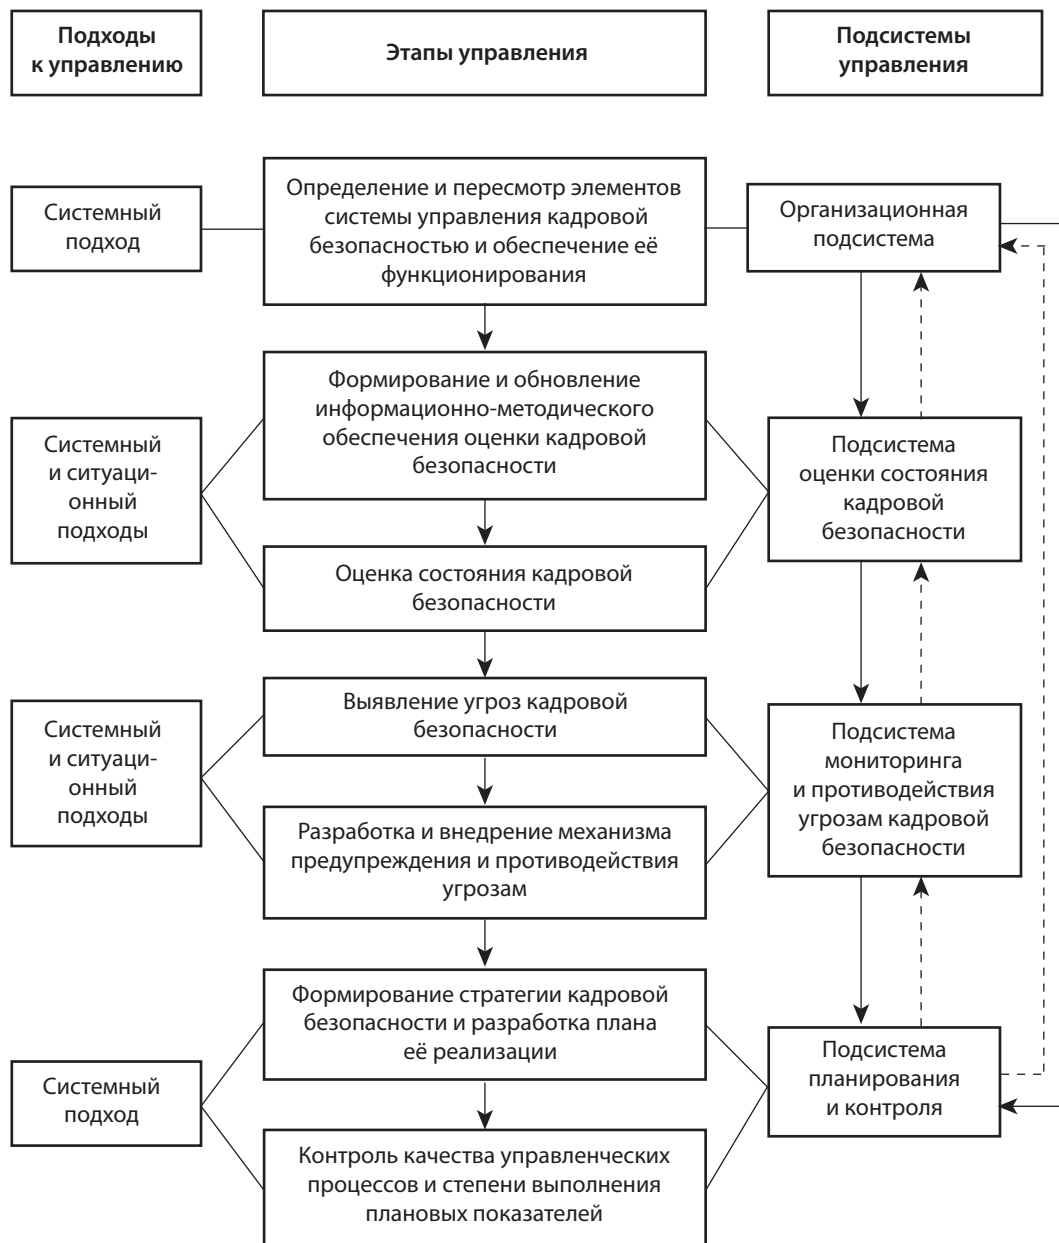 Подходы
к управлению
Этапы управления
Подсистемы
управления
Системный
подход
Определение и пересмотр элементов
системы управления кадровой
безопасностью и обеспечение её
функционирования
Организационная
подсистема
Системный
и ситуаци-
онный
подходы
Формирование и обновление
информационно-методического
обеспечения оценки кадровой
безопасности
Оценка состояния кадровой
безопасности
Подсистема
оценки состояния
кадровой
безопасности
Системный
и ситуаци-
онный
подходы
Выявление угроз кадровой
безопасности
Разработка и внедрение механизма
предупреждения и противодействия
угрозам
Подсистема
мониторинга
и противодействия
угрозам кадровой
безопасности
Системный
подход
Формирование стратегии кадровой
безопасности и разработка плана
её реализации
Контроль качества управленческих
процессов и степени выполнения
плановых показателей
Подсистема
планирования
и контроля